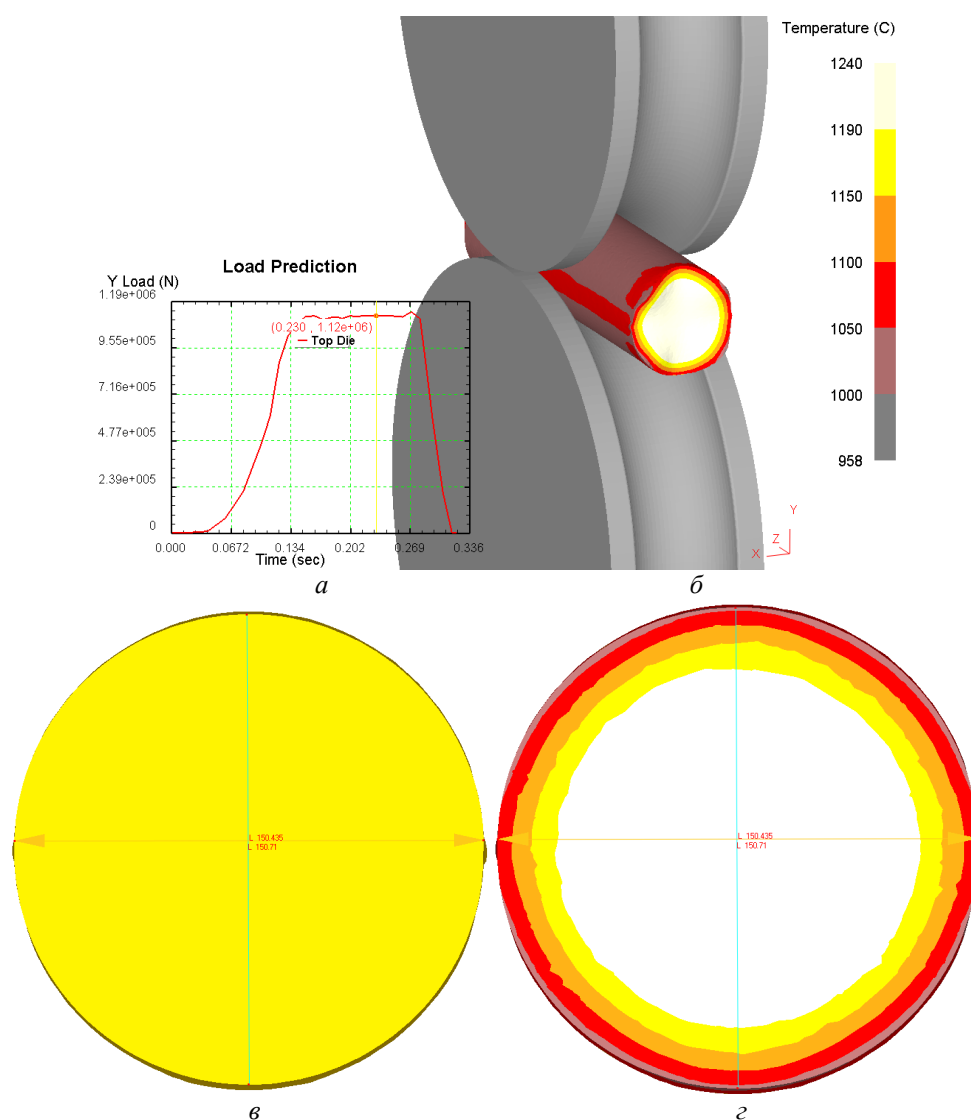 Temperature (C)
1240
1190
1150
1100
1050
1000
958
Load Prediction
Y Load (N)
1.19e+006
9.55e+005
7.16e+005
4.77e+005
2.39e+005
0
(0.230 , 1.12e+06)
Top Die
0.000 0.0672 0.134 0.202 0.269 0.336
Time (sec)
Y
Z
X
а б
L 150.435
L 150.71
L 150.435
L 150.71
в г